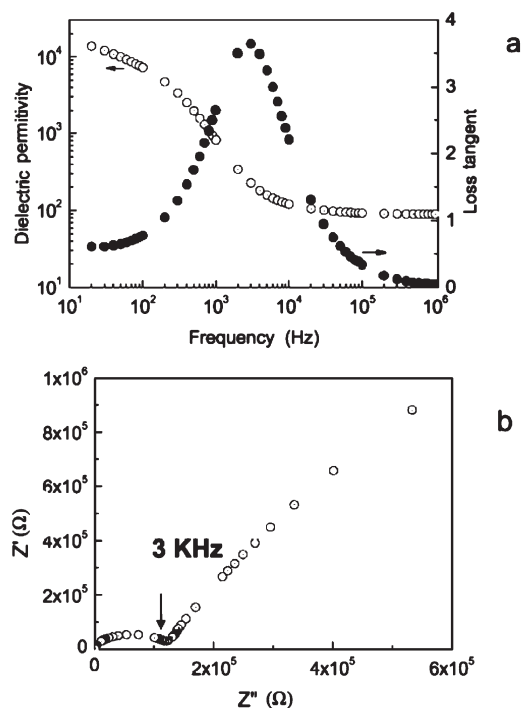 a
Dielectric permitivity
10⁴
10³
10²
10¹
4
3
2
1
0
Loss tangent
10¹ 10² 10³ 10⁴ 10⁵ 10⁶
Frequency (Hz)
b
Z' (Ω)
1x10⁶
8x10⁵
6x10⁵
4x10⁵
2x10⁵
0
3 KHz
0 2x10⁵ 4x10⁵ 6x10⁵
Z'' (Ω)